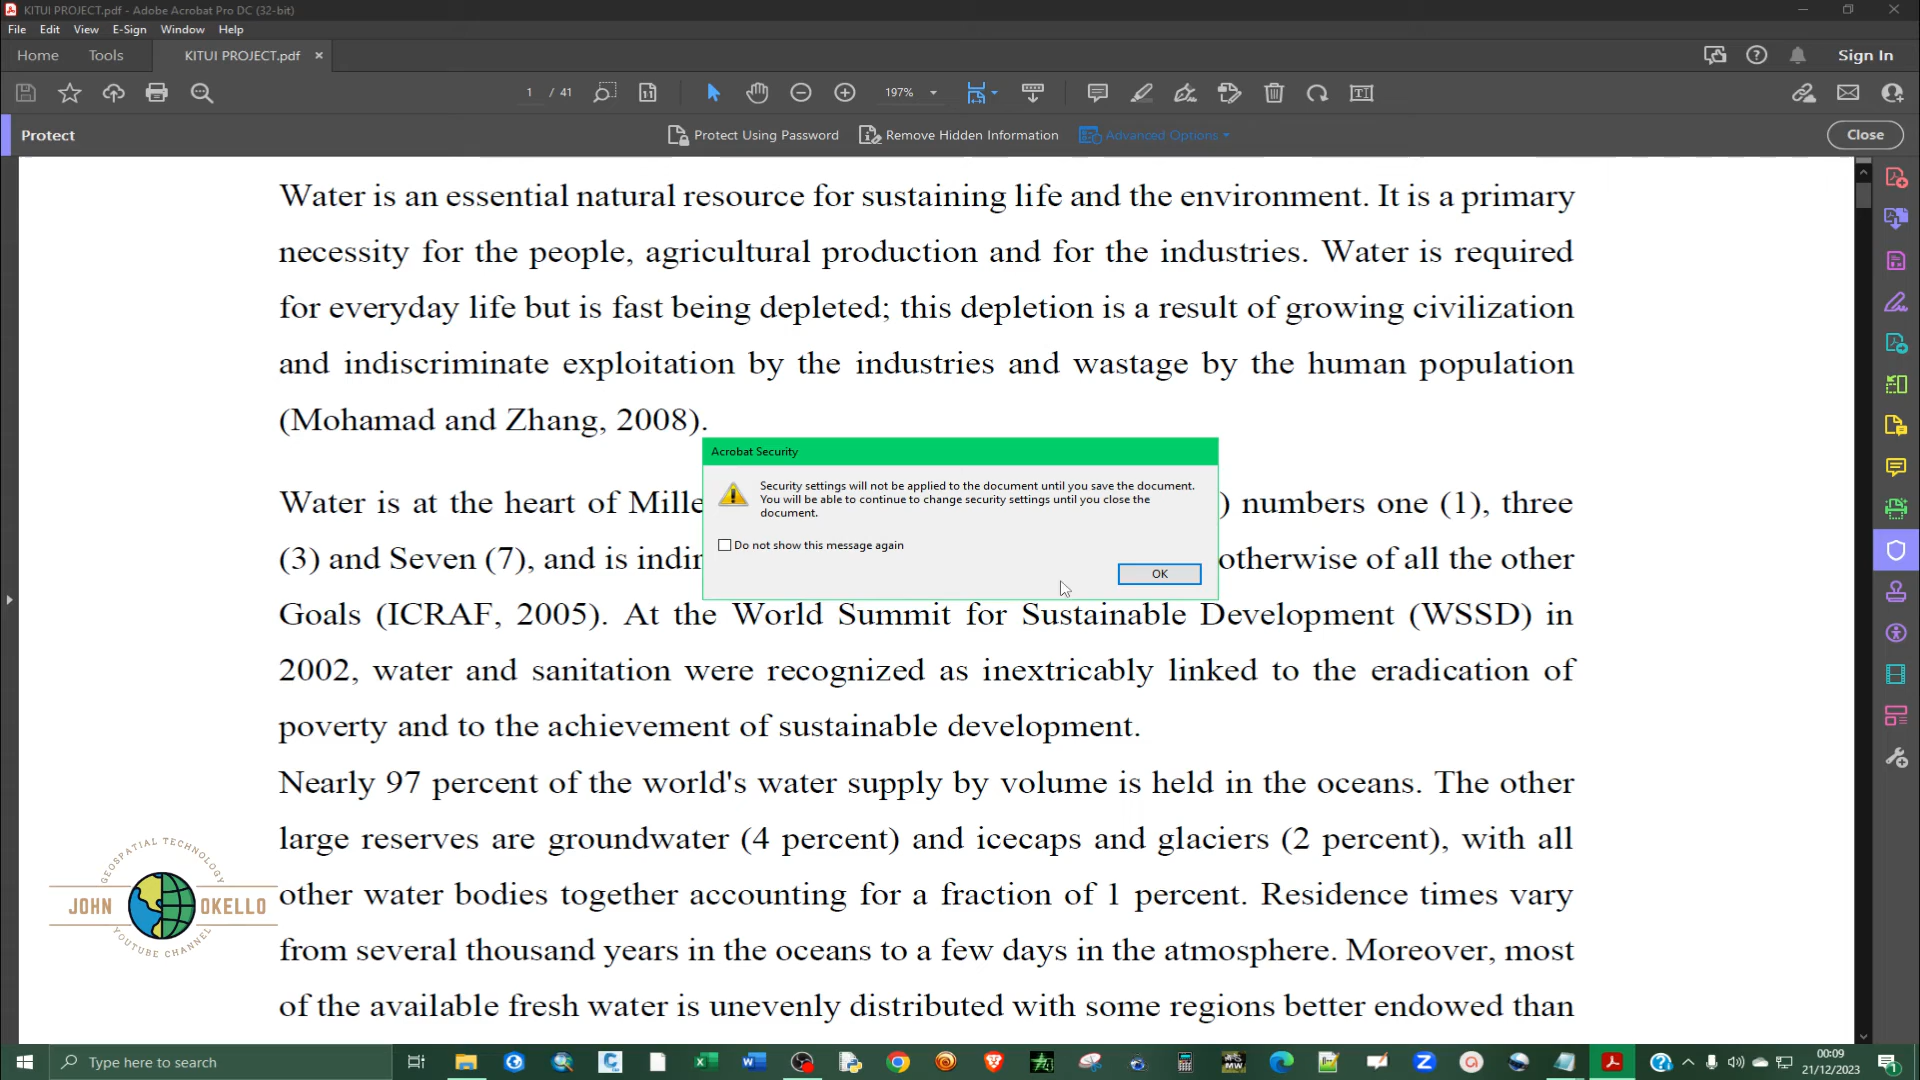 KITUI PROJECT.pdf - Adobe Acrobat Pro DC (32-bit)
File Edit View E-Sign Window Help
Home Tools KITUI PROJECT.pdf × Sign In
1 / 41 197%
Protect Protect Using Password Remove Hidden Information Advanced Options Close
Water is an essential natural resource for sustaining life and the environment. It is a primary
necessity for the people, agricultural production and for the industries. Water is required
for everyday life but is fast being depleted; this depletion is a result of growing civilization
and indiscriminate exploitation by the industries and wastage by the human population
(Mohamad and Zhang, 2008).
Acrobat Security
Security settings will not be applied to the document until you save the document.
You will be able to continue to change security settings until you close the
document.
Do not show this message again
OK
Water is at the heart of Mille ) numbers one (1), three
(3) and Seven (7), and is indir otherwise of all the other
Goals (ICRAF, 2005). At the World Summit for Sustainable Development (WSSD) in
2002, water and sanitation were recognized as inextricably linked to the eradication of
poverty and to the achievement of sustainable development.
Nearly 97 percent of the world's water supply by volume is held in the oceans. The other
large reserves are groundwater (4 percent) and icecaps and glaciers (2 percent), with all
other water bodies together accounting for a fraction of 1 percent. Residence times vary
from several thousand years in the oceans to a few days in the atmosphere. Moreover, most
of the available fresh water is unevenly distributed with some regions better endowed than
GEOSPATIAL TECHNOLOGY
JOHN OKELLO
YOUTUBE CHANNEL
Type here to search
00:09
21/12/2023